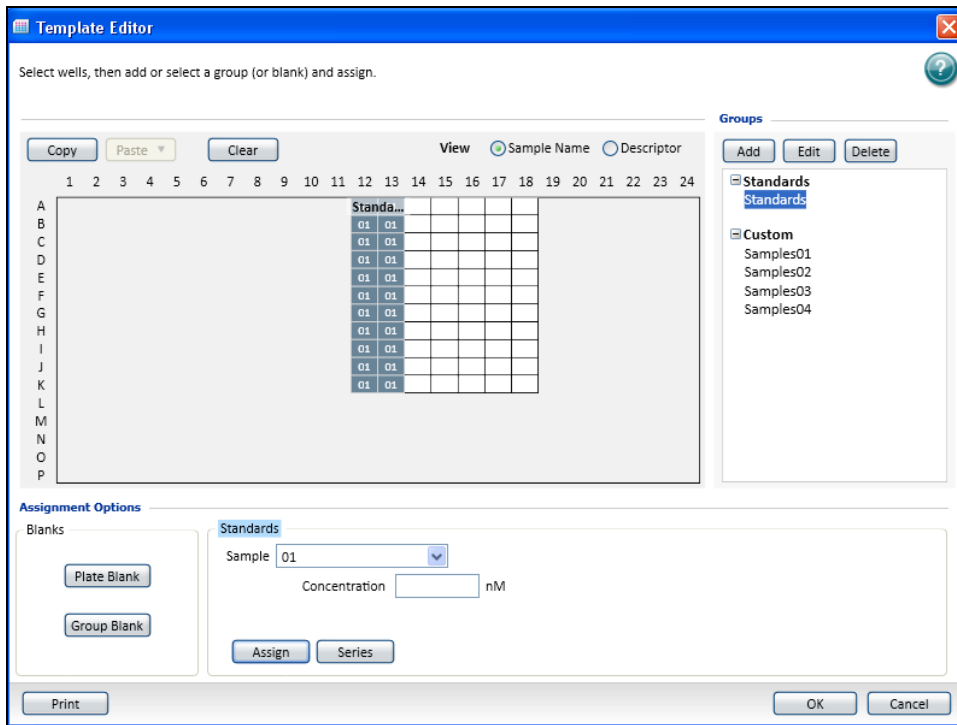 Template Editor
Select wells, then add or select a group (or blank) and assign.
?
Groups
Copy Paste Clear View Sample Name Descriptor
Add Edit Delete
1 2 3 4 5 6 7 8 9 10 11 12 13 14 15 16 17 18 19 20 21 22 23 24
Standards
Standards
Custom
Samples01
Samples02
Samples03
Samples04
A Standa...
B 01 01
C 01 01
D 01 01
E 01 01
F 01 01
G 01 01
H 01 01
I 01 01
J 01 01
K 01 01
L
M
N
O
P
Assignment Options
Blanks
Plate Blank
Group Blank
Standards
Sample 01
Concentration nM
Assign Series
Print OK Cancel